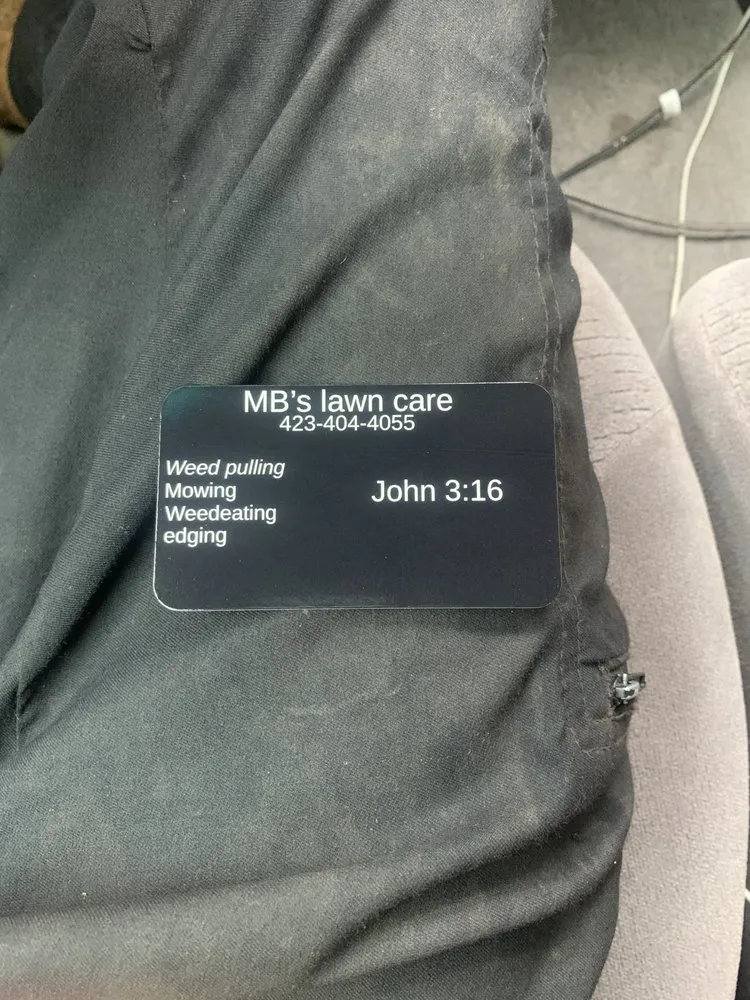 MB's lawn care
423-404-4055
Weed pulling
Mowing
Weedeating
edging
John 3:16